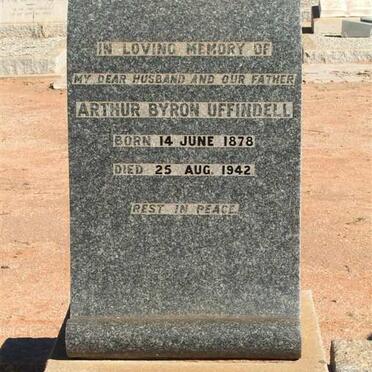 IN LOVING MEMORY OF
MY DEAR HUSBAND AND OUR FATHER
ARTHUR BYRON UFFINDELL
BORN 14 JUNE 1878
DIED 25 AUG. 1942
REST IN PEACE.